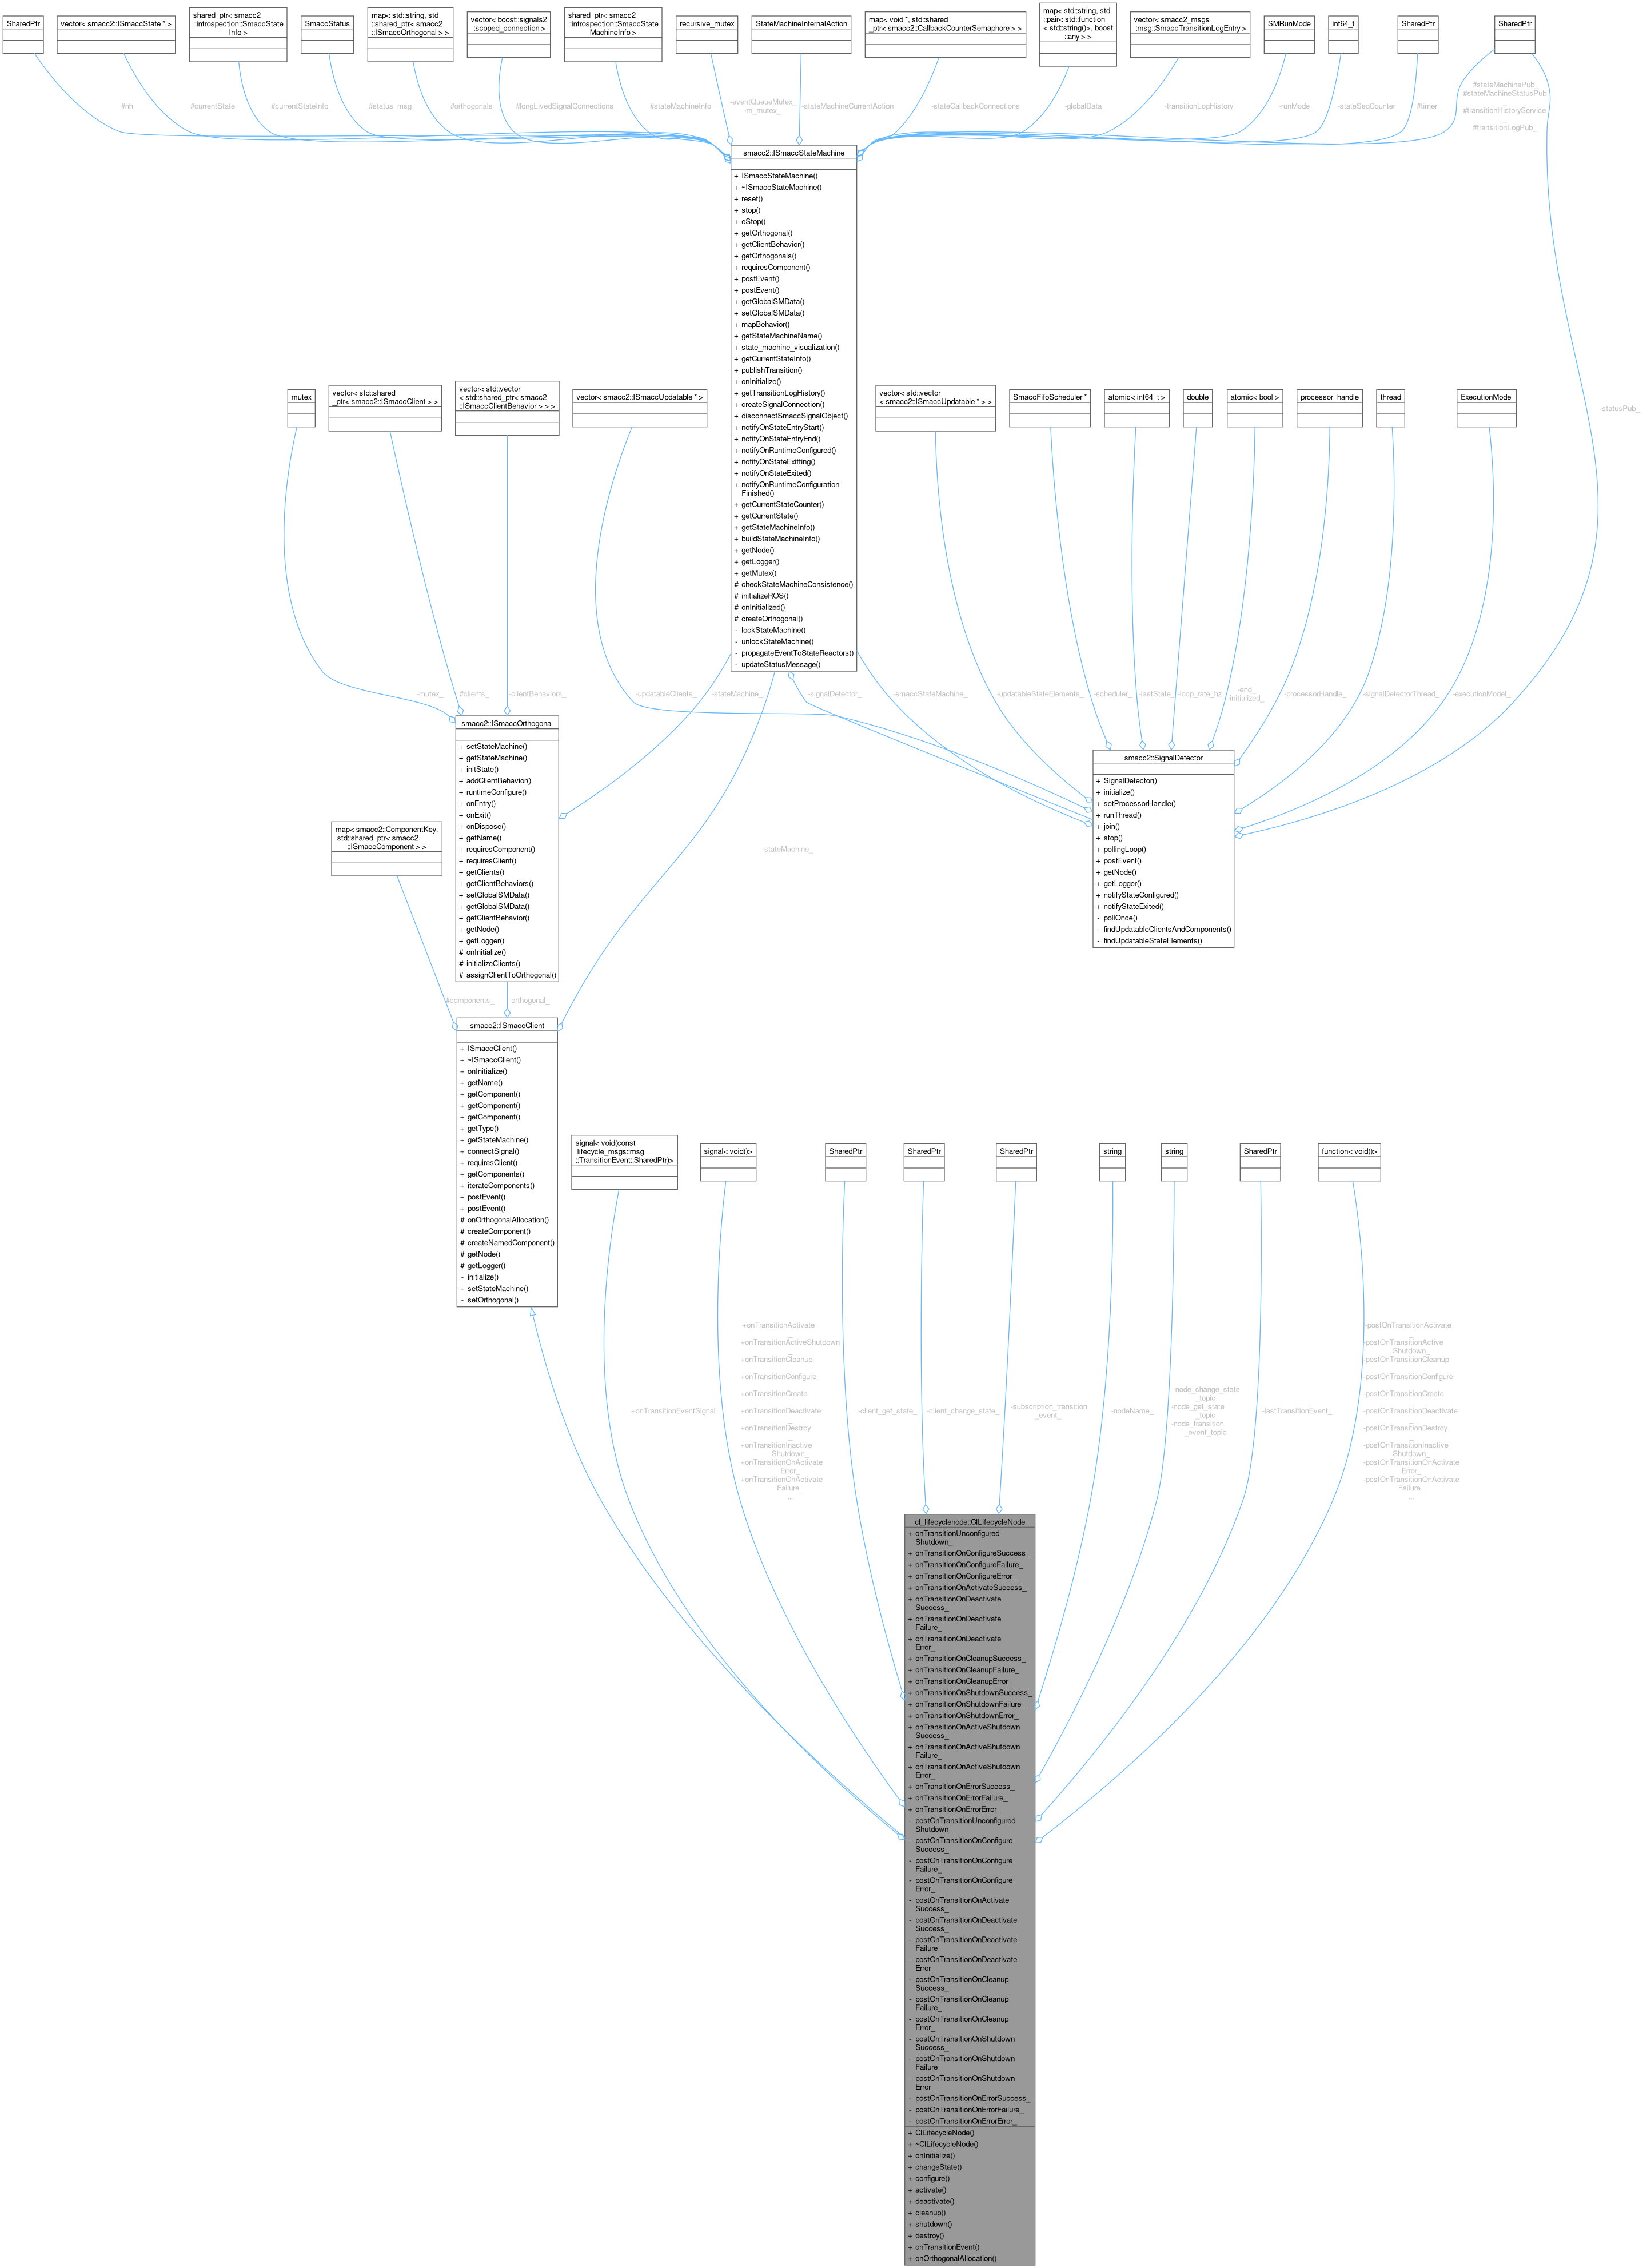 SharedPtr
vector< smacc2::ISmaccState * >
shared_ptr< smacc2
::introspection::SmaccState
Info >
SmaccStatus
map< std::string, std
::shared_ptr< smacc2
::ISmaccOrthogonal > >
vector< boost::signals2
::scoped_connection >
shared_ptr< smacc2
::introspection::SmaccState
MachineInfo >
recursive_mutex
StateMachineInternalAction
map< void *, std::shared
_ptr< smacc2::CallbackCounterSemaphore > >
map< std::string, std
::pair< std::function
< std::string()>, boost
::any > >
vector< smacc2_msgs
::msg::SmaccTransitionLogEntry >
SMRunMode
int64_t
SharedPtr
SharedPtr
#nh_
#currentState_
#currentStateInfo_
#status_msg_
#orthogonals_
#longLivedSignalConnections_
#stateMachineInfo_
-eventQueueMutex_
-m_mutex_
-stateMachineCurrentAction
-stateCallbackConnections
-globalData_
-transitionLogHistory_
-runMode_
-stateSeqCounter_
#timer_
#stateMachinePub_
#stateMachineStatusPub
_
#transitionHistoryService
_
#transitionLogPub_
smacc2::ISmaccStateMachine
+ ISmaccStateMachine()
+ ~ISmaccStateMachine()
+ reset()
+ stop()
+ eStop()
+ getOrthogonal()
+ getClientBehavior()
+ getOrthogonals()
+ requiresComponent()
+ postEvent()
+ postEvent()
+ getGlobalSMData()
+ setGlobalSMData()
+ mapBehavior()
+ getStateMachineName()
+ state_machine_visualization()
+ getCurrentStateInfo()
+ publishTransition()
+ onInitialize()
+ getTransitionLogHistory()
+ createSignalConnection()
+ disconnectSmaccSignalObject()
+ notifyOnStateEntryStart()
+ notifyOnStateEntryEnd()
+ notifyOnRuntimeConfigured()
+ notifyOnStateExitting()
+ notifyOnStateExited()
+ notifyOnRuntimeConfiguration
Finished()
+ getCurrentStateCounter()
+ getCurrentState()
+ getStateMachineInfo()
+ buildStateMachineInfo()
+ getNode()
+ getLogger()
+ getMutex()
# checkStateMachineConsistence()
# initializeROS()
# onInitialized()
# createOrthogonal()
- lockStateMachine()
- unlockStateMachine()
- propagateEventToStateReactors()
- updateStatusMessage()
mutex
vector< std::shared
_ptr< smacc2::ISmaccClient > >
vector< std::vector
< std::shared_ptr< smacc2
::ISmaccClientBehavior > > >
vector< smacc2::ISmaccUpdatable * >
vector< std::vector
< smacc2::ISmaccUpdatable * > >
SmaccFifoScheduler *
atomic< int64_t >
double
atomic< bool >
processor_handle
thread
ExecutionModel
-statusPub_
-mutex_
#clients_
-clientBehaviors_
-updatableClients_
-stateMachine_
-signalDetector_
-smaccStateMachine_
-updatableStateElements_
-scheduler_
-lastState_
-loop_rate_hz
-end_
-initialized_
-processorHandle_
-signalDetectorThread_
-executionModel_
smacc2::ISmaccOrthogonal
+ setStateMachine()
+ getStateMachine()
+ initState()
+ addClientBehavior()
+ runtimeConfigure()
+ onEntry()
+ onExit()
+ onDispose()
+ getName()
+ requiresComponent()
+ requiresClient()
+ getClients()
+ getClientBehaviors()
+ setGlobalSMData()
+ getGlobalSMData()
+ getClientBehavior()
+ getNode()
+ getLogger()
# onInitialize()
# initializeClients()
# assignClientToOrthogonal()
smacc2::SignalDetector
+ SignalDetector()
+ initialize()
+ setProcessorHandle()
+ runThread()
+ join()
+ stop()
+ pollingLoop()
+ postEvent()
+ getNode()
+ getLogger()
+ notifyStateConfigured()
+ notifyStateExited()
- pollOnce()
- findUpdatableClientsAndComponents()
- findUpdatableStateElements()
map< smacc2::ComponentKey,
std::shared_ptr< smacc2
::ISmaccComponent > >
-stateMachine_
#components_
-orthogonal_
smacc2::ISmaccClient
+ ISmaccClient()
+ ~ISmaccClient()
+ onInitialize()
+ getName()
+ getComponent()
+ getComponent()
+ getComponent()
+ getType()
+ getStateMachine()
+ connectSignal()
+ requiresClient()
+ getComponents()
+ iterateComponents()
+ postEvent()
+ postEvent()
# onOrthogonalAllocation()
# createComponent()
# createNamedComponent()
# getNode()
# getLogger()
- initialize()
- setStateMachine()
- setOrthogonal()
signal< void(const
lifecycle_msgs::msg
::TransitionEvent::SharedPtr)>
signal< void()>
SharedPtr
SharedPtr
SharedPtr
string
string
SharedPtr
function< void()>
+onTransitionEventSignal
+onTransitionActivate
_
+onTransitionActiveShutdown
_
+onTransitionCleanup
_
+onTransitionConfigure
_
+onTransitionCreate
_
+onTransitionDeactivate
_
+onTransitionDestroy
_
+onTransitionInactive
Shutdown_
+onTransitionOnActivate
Error_
+onTransitionOnActivate
Failure_
...
-client_get_state_
-client_change_state_
-subscription_transition
_event_
-nodeName_
-node_change_state
_topic
-node_get_state
_topic
-node_transition
_event_topic
-lastTransitionEvent_
-postOnTransitionActivate
_
-postOnTransitionActive
Shutdown_
-postOnTransitionCleanup
_
-postOnTransitionConfigure
_
-postOnTransitionCreate
_
-postOnTransitionDeactivate
_
-postOnTransitionDestroy
_
-postOnTransitionInactive
Shutdown_
-postOnTransitionOnActivate
Error_
-postOnTransitionOnActivate
Failure_
...
cl_lifecyclenode::ClLifecycleNode
+ onTransitionUnconfigured
Shutdown_
+ onTransitionOnConfigureSuccess_
+ onTransitionOnConfigureFailure_
+ onTransitionOnConfigureError_
+ onTransitionOnActivateSuccess_
+ onTransitionOnDeactivate
Success_
+ onTransitionOnDeactivate
Failure_
+ onTransitionOnDeactivate
Error_
+ onTransitionOnCleanupSuccess_
+ onTransitionOnCleanupFailure_
+ onTransitionOnCleanupError_
+ onTransitionOnShutdownSuccess_
+ onTransitionOnShutdownFailure_
+ onTransitionOnShutdownError_
+ onTransitionOnActiveShutdown
Success_
+ onTransitionOnActiveShutdown
Failure_
+ onTransitionOnActiveShutdown
Error_
+ onTransitionOnErrorSuccess_
+ onTransitionOnErrorFailure_
+ onTransitionOnErrorError_
- postOnTransitionUnconfigured
Shutdown_
- postOnTransitionOnConfigure
Success_
- postOnTransitionOnConfigure
Failure_
- postOnTransitionOnConfigure
Error_
- postOnTransitionOnActivate
Success_
- postOnTransitionOnDeactivate
Success_
- postOnTransitionOnDeactivate
Failure_
- postOnTransitionOnDeactivate
Error_
- postOnTransitionOnCleanup
Success_
- postOnTransitionOnCleanup
Failure_
- postOnTransitionOnCleanup
Error_
- postOnTransitionOnShutdown
Success_
- postOnTransitionOnShutdown
Failure_
- postOnTransitionOnShutdown
Error_
- postOnTransitionOnErrorSuccess_
- postOnTransitionOnErrorFailure_
- postOnTransitionOnErrorError_
+ ClLifecycleNode()
+ ~ClLifecycleNode()
+ onInitialize()
+ changeState()
+ configure()
+ activate()
+ deactivate()
+ cleanup()
+ shutdown()
+ destroy()
+ onTransitionEvent()
+ onOrthogonalAllocation()